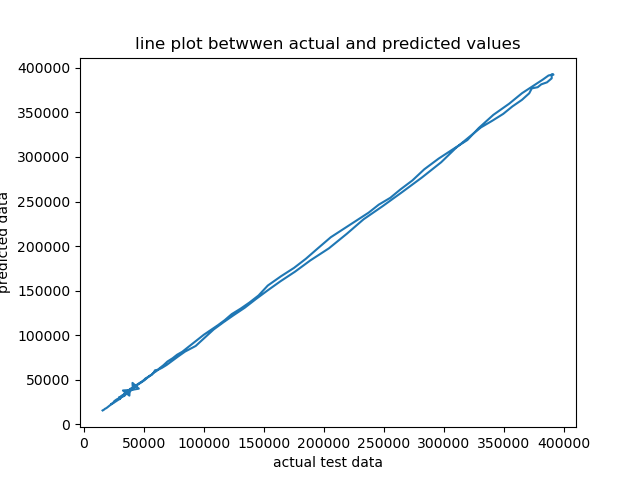 line plot betwwen actual and predicted values
400000
350000
300000
250000
200000
150000
100000
50000
0
predicted data
0 50000 100000 150000 200000 250000 300000 350000 400000
actual test data